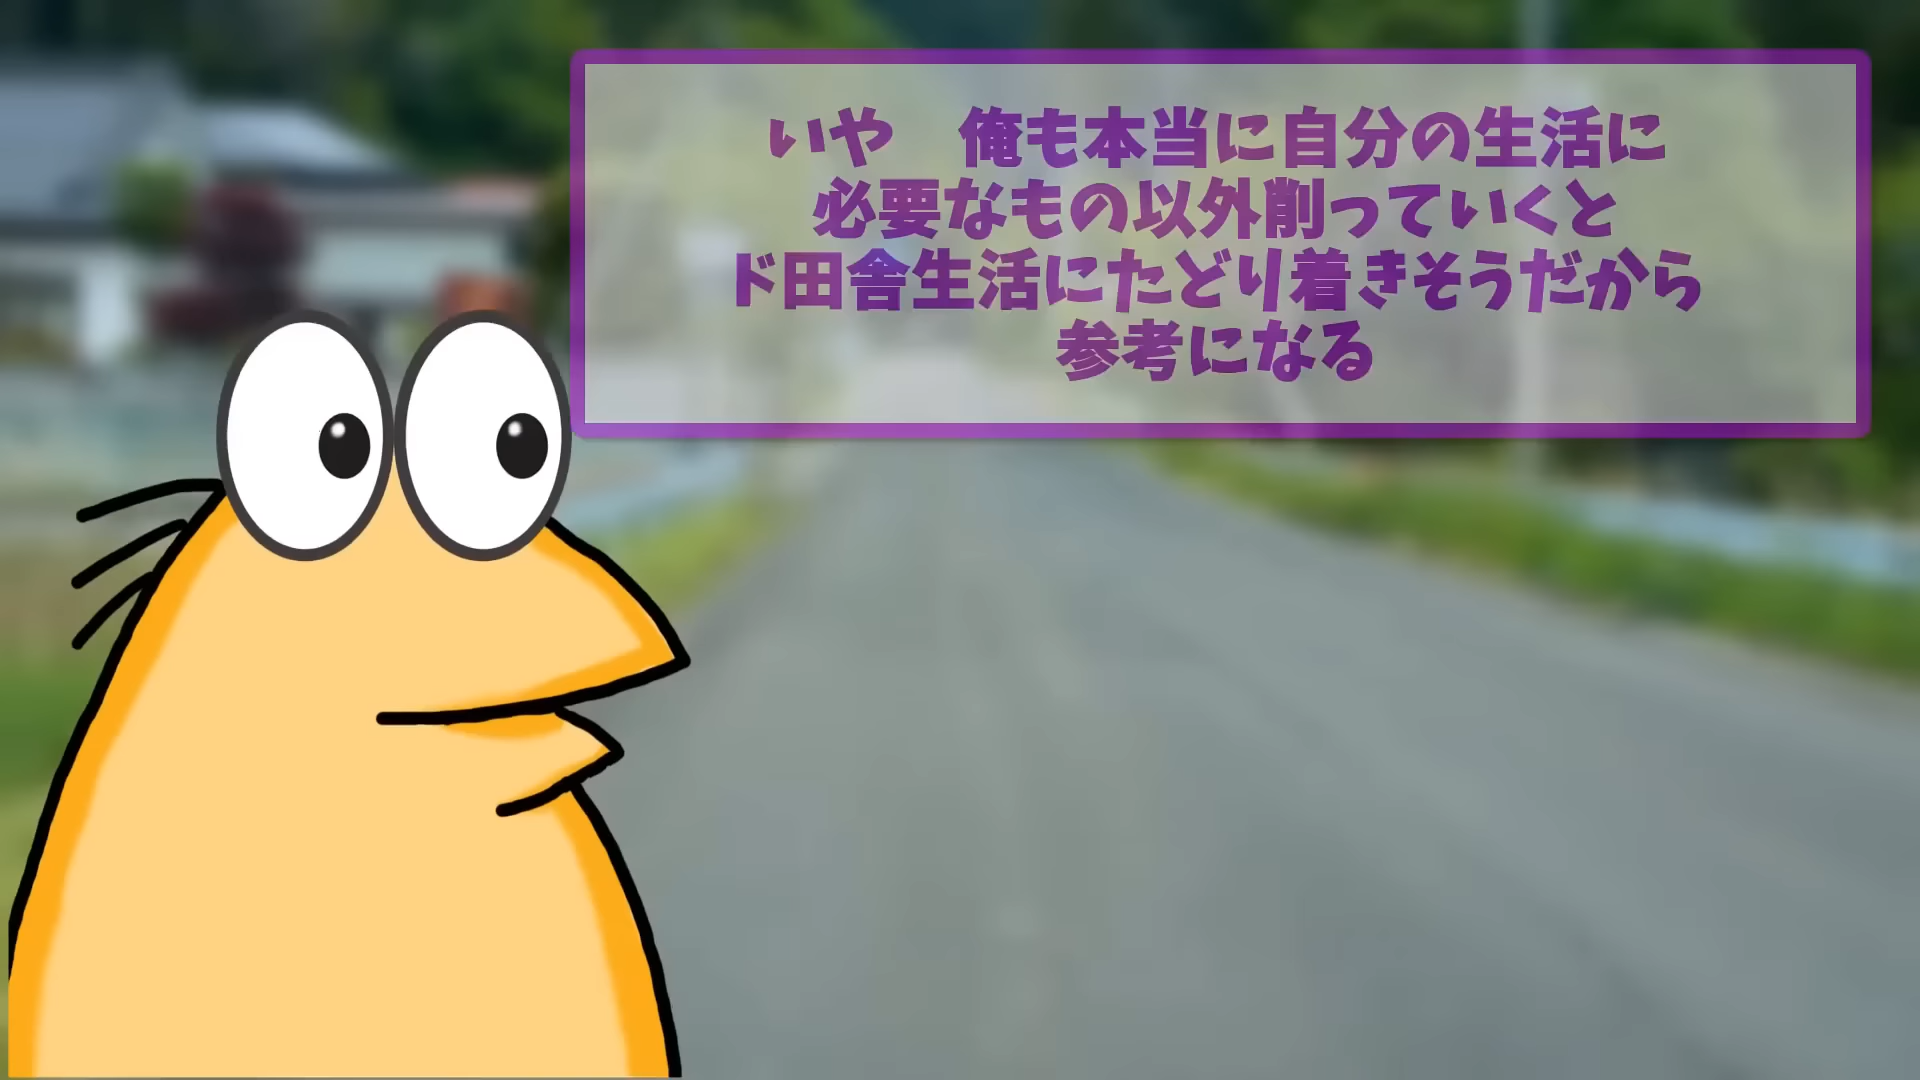 いや　俺も本当に自分の生活に
必要なもの以外削っていくと
ド田舎生活にたどり着きそうだから
参考になる